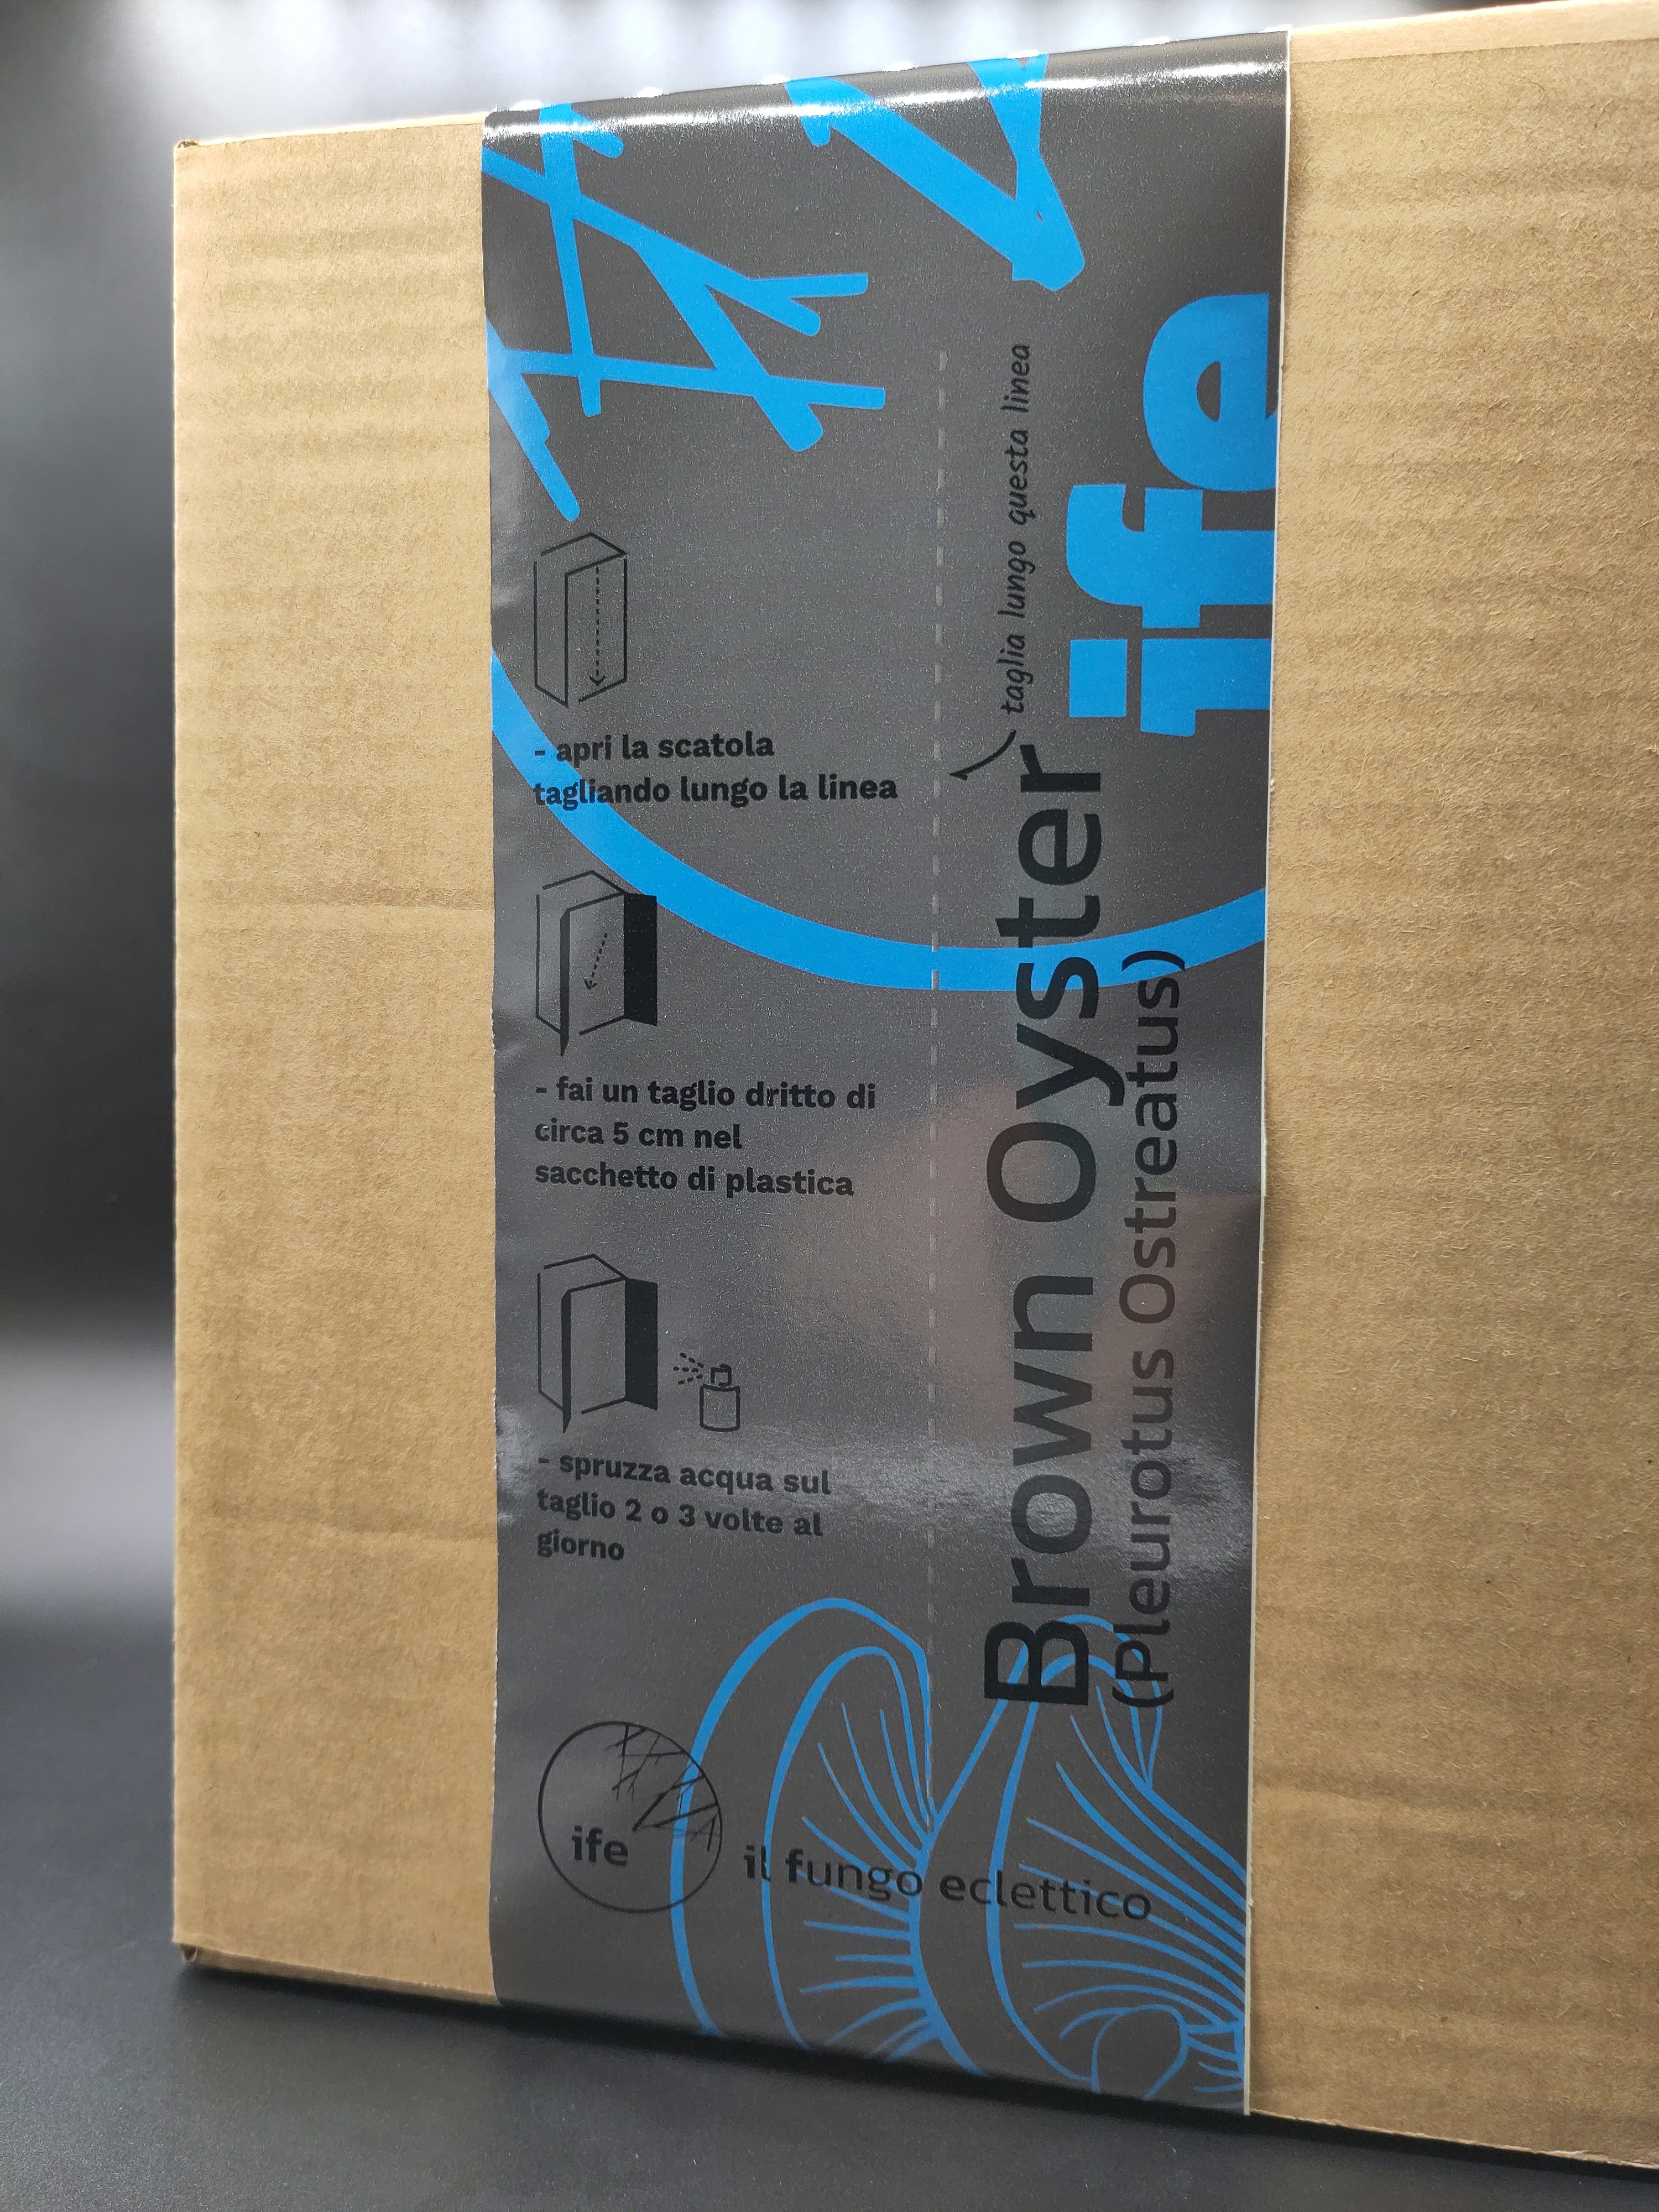 - apri la scatola
tagliando lungo la linea
- fai un taglio dritto di
circa 5 cm nel
sacchetto di plastica
- spruzza acqua sul
taglio 2 o 3 volte al
giorno
ife
il fungo eclettico
taglia lungo questa linea
Brown Oyster
(Pleurotus Ostreatus)
ife